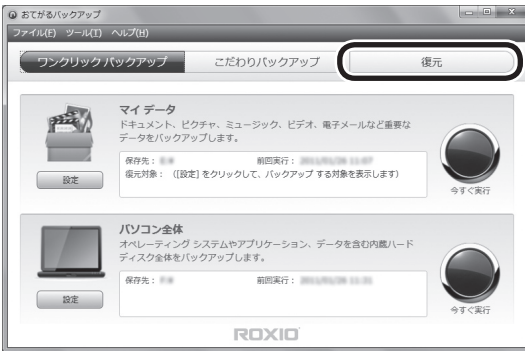 おてがるバックアップ
ファイル(F) ツール(T) ヘルプ(H)
ワンクリックバックアップ こだわりバックアップ 復元
マイ データ
ドキュメント、ピクチャ、ミュージック、ビデオ、電子メールなど重要な
データをバックアップします。
保存先： 前回実行：
復元対象： （[設定] をクリックして、バックアップ する対象を表示します）
設定
今すぐ実行
パソコン全体
オペレーティング システムやアプリケーション、データを含む内蔵ハード
ディスク全体をバックアップします。
保存先： 前回実行：
設定
今すぐ実行
ROXIO